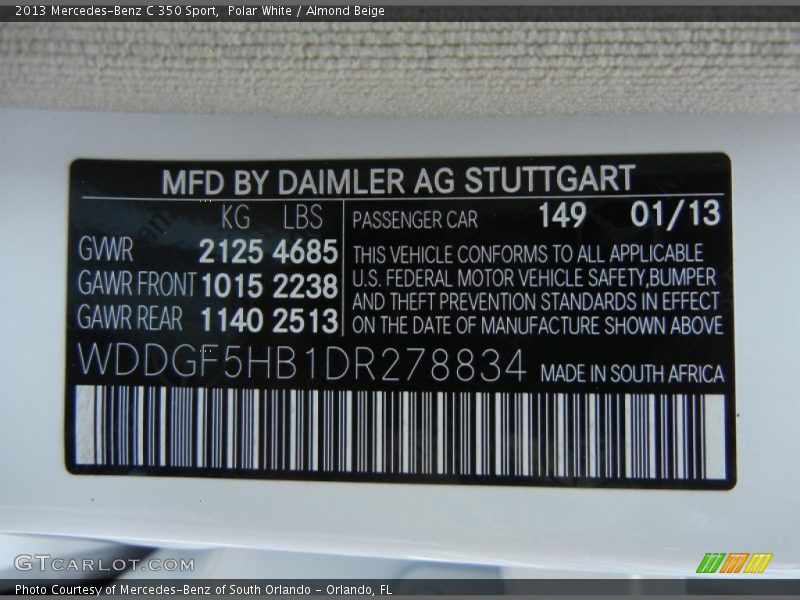 2013 Mercedes-Benz C 350 Sport, Polar White / Almond Beige
MFD BY DAIMLER AG STUTTGART
KG LBS
GVWR 2125 4685
GAWR FRONT 1015 2238
GAWR REAR 1140 2513
PASSENGER CAR 149 01/13
THIS VEHICLE CONFORMS TO ALL APPLICABLE
U.S. FEDERAL MOTOR VEHICLE SAFETY,BUMPER
AND THEFT PREVENTION STANDARDS IN EFFECT
ON THE DATE OF MANUFACTURE SHOWN ABOVE
WDDGF5HB1DR278834 MADE IN SOUTH AFRICA
GTCARLOT.COM
Photo Courtesy of Mercedes-Benz of South Orlando - Orlando, FL